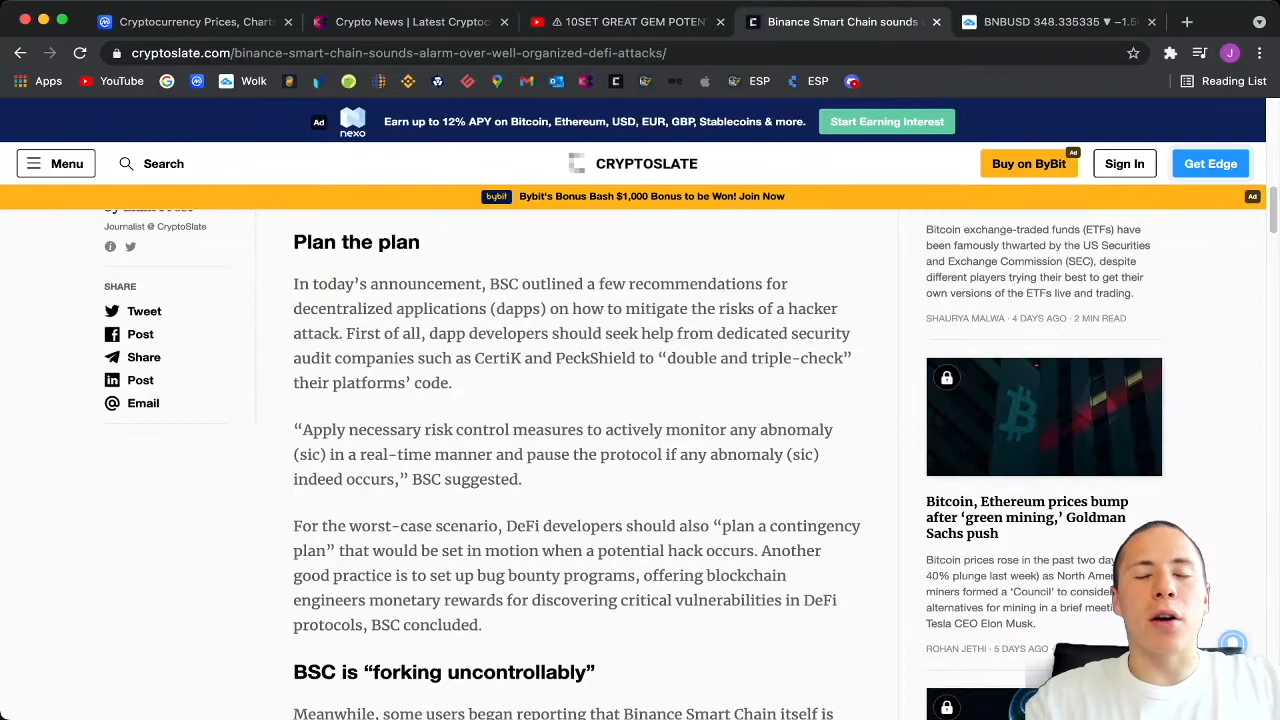 Cryptocurrency Prices, Chart
Crypto News | Latest Cryptoc
⚠ 10SET GREAT GEM POTEN
Binance Smart Chain sounds
BNBUSD 348.335335 ▼ −1.5
cryptoslate.com/binance-smart-chain-sounds-alarm-over-well-organized-defi-attacks/
J
Apps
YouTube
Walk
ESP
ESP
Reading List
Ad
nexo
Earn up to 12% APY on Bitcoin, Ethereum, USD, EUR, GBP, Stablecoins & more.
Start Earning Interest
Menu
Search
CRYPTOSLATE
Buy on ByBit
Ad
Sign In
Get Edge
bybit
Bybit's Bonus Bash $1,000 Bonus to be Won! Join Now
Ad
Journalist @ CryptoSlate
SHARE
Tweet
Post
Share
Post
Email
Plan the plan
In today's announcement, BSC outlined a few recommendations for
decentralized applications (dapps) on how to mitigate the risks of a hacker
attack. First of all, dapp developers should seek help from dedicated security
audit companies such as CertiK and PeckShield to “double and triple-check”
their platforms' code.
“Apply necessary risk control measures to actively monitor any abnomaly
(sic) in a real-time manner and pause the protocol if any abnomaly (sic)
indeed occurs,” BSC suggested.
For the worst-case scenario, DeFi developers should also “plan a contingency
plan” that would be set in motion when a potential hack occurs. Another
good practice is to set up bug bounty programs, offering blockchain
engineers monetary rewards for discovering critical vulnerabilities in DeFi
protocols, BSC concluded.
BSC is “forking uncontrollably”
Meanwhile, some users began reporting that Binance Smart Chain itself is
Bitcoin exchange-traded funds (ETFs) have
been famously thwarted by the US Securities
and Exchange Commission (SEC), despite
different players trying their best to get their
own versions of the ETFs live and trading.
SHAURYA MALWA · 4 DAYS AGO · 2 MIN READ
Bitcoin, Ethereum prices bump
after ‘green mining,’ Goldman
Sachs push
Bitcoin prices rose in the past two day
40% plunge last week) as North Ame
miners formed a ‘Council’ to conside
alternatives for mining in a brief meeti
Tesla CEO Elon Musk.
ROHAN JETHI · 5 DAYS AGO